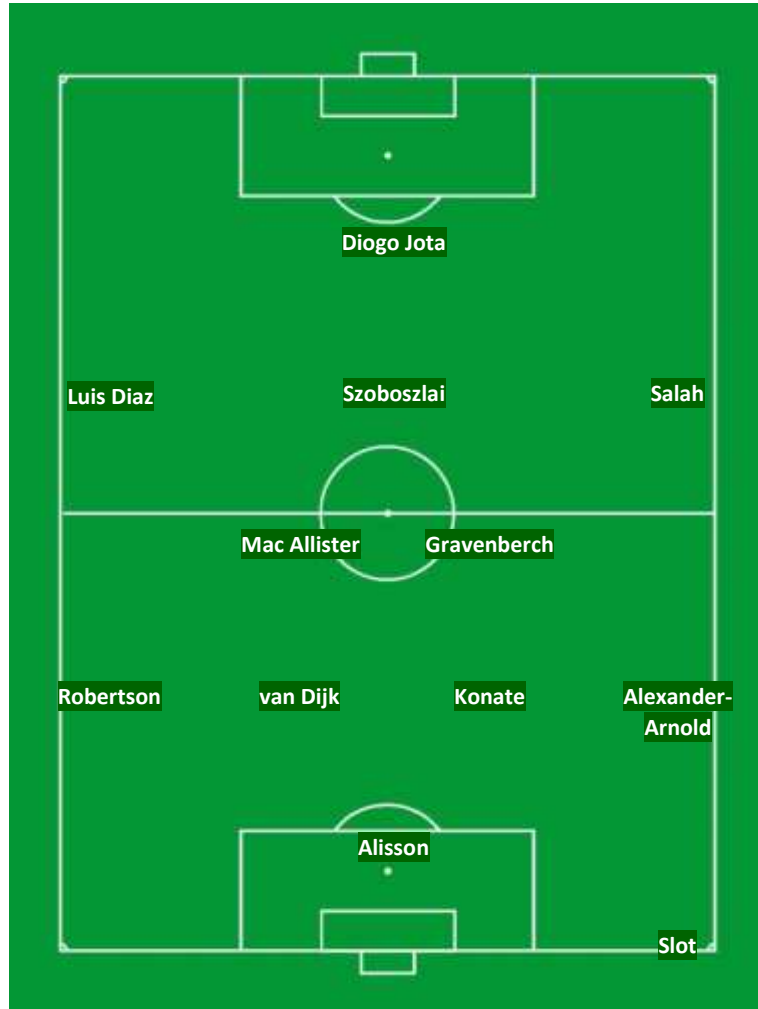 Diogo Jota
Luis Diaz Szoboszlai Salah
Mac Allister Gravenberch
Robertson van Dijk Konate Alexander-
Arnold
Alisson
Slot